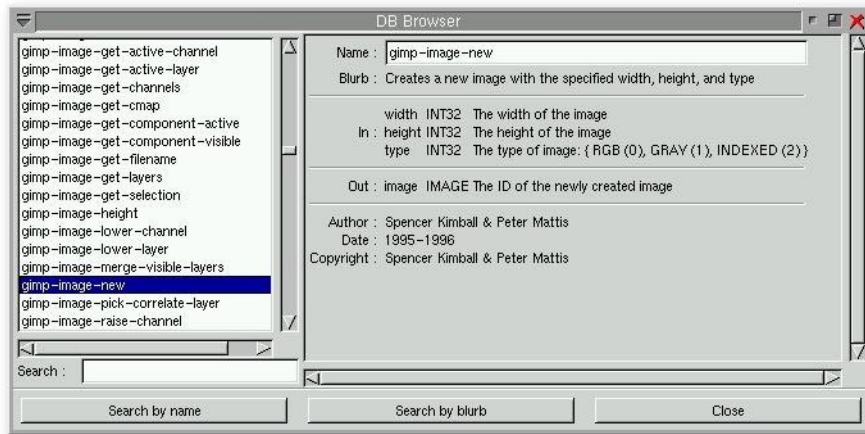 DB Browser
gimp-image-get-active-channel
gimp-image-get-active-layer
gimp-image-get-channels
gimp-image-get-cmap
gimp-image-get-component-active
gimp-image-get-component-visible
gimp-image-get-filename
gimp-image-get-layers
gimp-image-get-selection
gimp-image-height
gimp-image-lower-channel
gimp-image-lower-layer
gimp-image-merge-visible-layers
gimp-image-new
gimp-image-pick-correlate-layer
gimp-image-raise-channel
Search :
Name : gimp-image-new
Blurb : Creates a new image with the specified width, height, and type
width INT32 The width of the image
In : height INT32 The height of the image
type INT32 The type of image: { RGB (0), GRAY (1), INDEXED (2) }
Out : image IMAGE The ID of the newly created image
Author : Spencer Kimball & Peter Mattis
Date : 1995-1996
Copyright : Spencer Kimball & Peter Mattis
Search by name
Search by blurb
Close